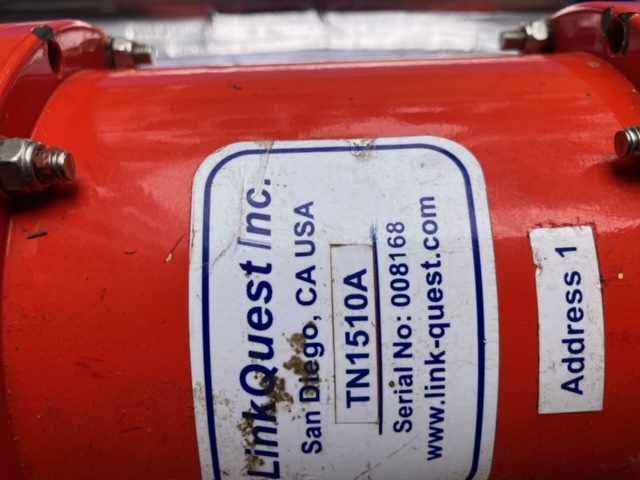 LinkQuest Inc.
San Diego, CA USA
TN1510A
Serial No: 008168
www.link-quest.com
Address 1